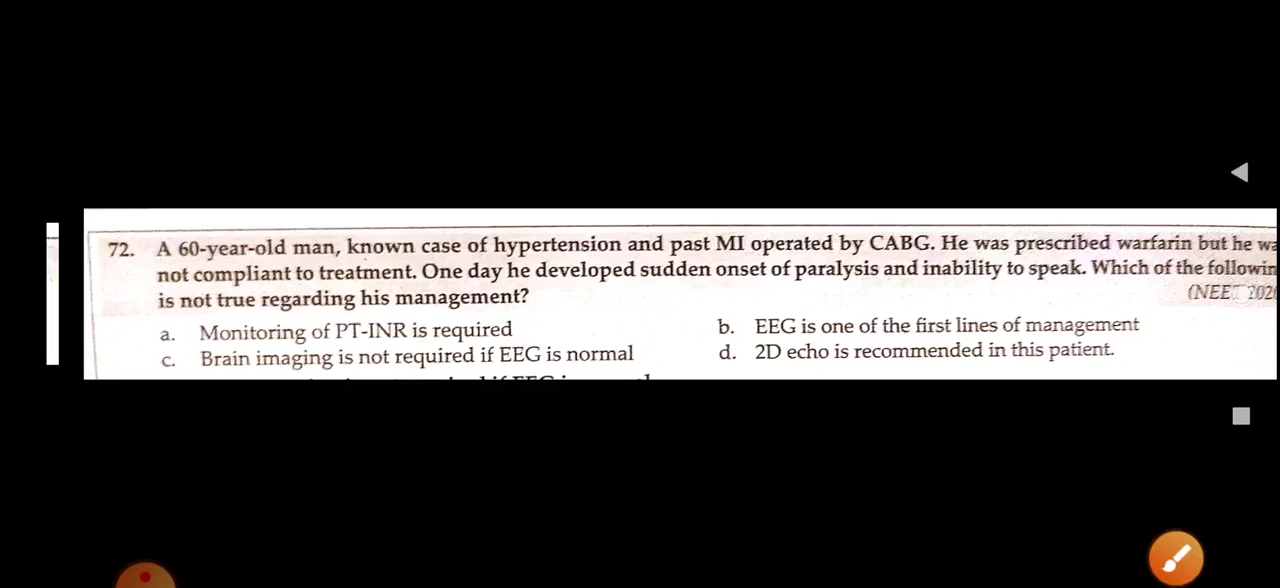 72. A 60-year-old man, known case of hypertension and past MI operated by CABG. He was prescribed warfarin but he
not compliant to treatment. One day he developed sudden onset of paralysis and inability to speak. Which of the
is not true regarding his management?
(NEET
a. Monitoring of PT-INR is required
b. EEG is one of the first lines of management
c. Brain imaging is not required if EEG is normal
d. 2D echo is recommended in this patient.